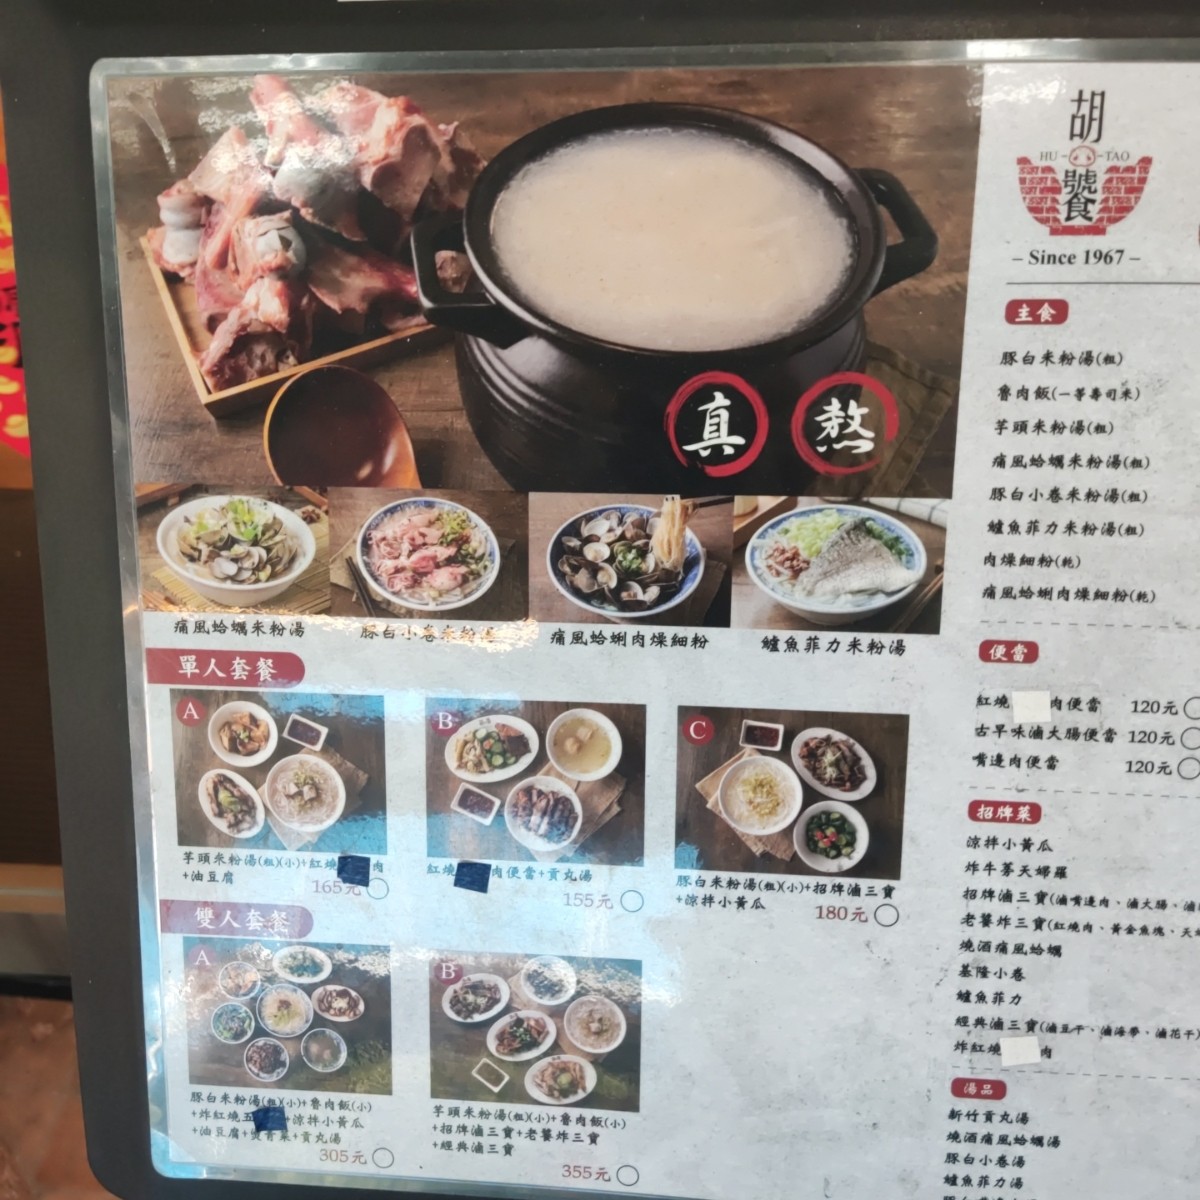 胡
HU - TAO
號食
– Since 1967 –
真 熬
痛風蛤蠣米粉湯
豚白小卷米粉湯
痛風蛤蜊肉燥細粉
鱸魚菲力米粉湯
單人套餐
A
芋頭米粉湯(粗)(小)+紅燒 肉
+油豆腐
165元
B
紅燒 肉便當+貢丸湯
155元
C
豚白米粉湯(粗)(小)+招牌滷三寶
+涼拌小黃瓜
180元
雙人套餐
A
豚白米粉湯(粗)(小)+魯肉飯(小)
+炸紅燒五 +涼拌小黃瓜
+油豆腐+燙青菜+貢丸湯
305元
B
芋頭米粉湯(粗)(小)+魯肉飯(小)
+招牌滷三寶+老饕炸三寶
+經典滷三寶
355元
主食
豚白米粉湯(粗)
魯肉飯(一等壽司米)
芋頭米粉湯(粗)
痛風蛤蠣米粉湯(粗)
豚白小卷米粉湯(粗)
鱸魚菲力米粉湯(粗)
肉燥細粉(乾)
痛風蛤蜊肉燥細粉(乾)
便當
紅燒 肉便當 120元
古早味滷大腸便當 120元
嘴邊肉便當 120元
招牌菜
涼拌小黃瓜
炸牛蒡天婦羅
招牌滷三寶(滷嘴邊肉、滷大腸、滷
老饕炸三寶(紅燒肉、黃金魚塊、天
燒酒痛風蛤蠣
基隆小卷
鱸魚菲力
經典滷三寶(滷豆干、滷海帶、滷花干)
炸紅燒 肉
湯品
新竹貢丸湯
燒酒痛風蛤蠣湯
豚白小卷湯
鱸魚菲力湯